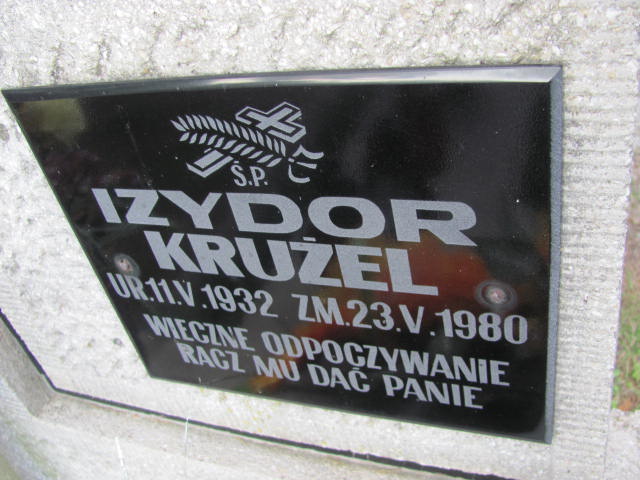 Ś.P.
IZYDOR
KRUŻEL
UR.11.V.1932 ZM.23.V.1980
WIECZNE ODPOCZYWANIE
RACZ MU DAĆ PANIE